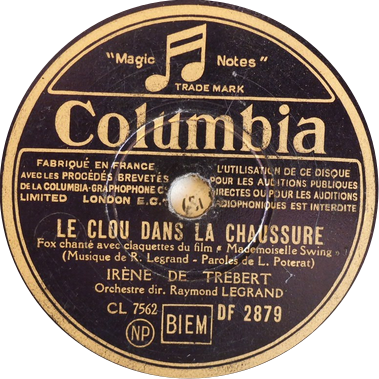 "Magic Notes"
TRADE MARK
Columbia
FABRIQUÉ EN FRANCE
AVEC LES PROCÉDÉS BREVETÉS
DE LA COLUMBIA-GRAPHOPHONE CO
LIMITED LONDON E.C.1
L'UTILISATION DE CE DISQUE
POUR LES AUDITIONS PUBLIQUES
DIRECTES OU POUR LES AUDITIONS
RADIOPHONIQUES EST INTERDITE
LE CLOU DANS LA CHAUSSURE
Fox chanté avec claquettes du film « Mademoiselle Swing »
(Musique de R. Legrand - Paroles de L. Poterat)
IRÈNE DE TRÉBERT
Orchestre dir. Raymond LEGRAND
CL 7562 DF 2879
NP BIEM